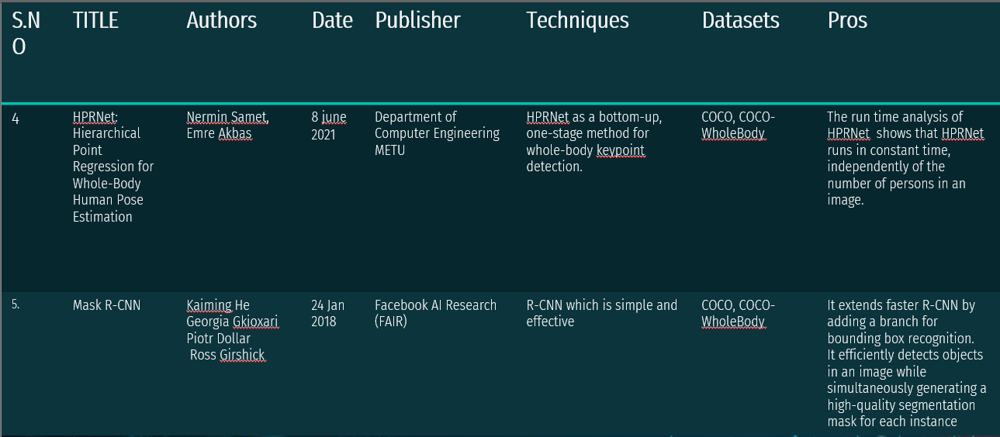 S.N
O
TITLE
Authors
Date
Publisher
Techniques
Datasets
Pros
4
HPRNet:
Hierarchical
Point
Regression for
Whole-Body
Human Pose
Estimation
Nermin Samet,
Emre Akbas
8 june
2021
Department of
Computer Engineering
METU
HPRNet as a bottom-up,
one-stage method for
whole-body keypoint
detection.
COCO, COCO-
WholeBody
The run time analysis of
HPRNet shows that HPRNet
runs in constant time,
independently of the
number of persons in an
image.
5.
Mask R-CNN
Kaiming He
Georgia Gkioxari
Piotr Dollar
Ross Girshick
24 Jan
2018
Facebook AI Research
(FAIR)
R-CNN which is simple and
effective
COCO, COCO-
WholeBody
It extends faster R-CNN by
adding a branch for
bounding box recognition.
It efficiently detects objects
in an image while
simultaneously generating a
high-quality segmentation
mask for each instance